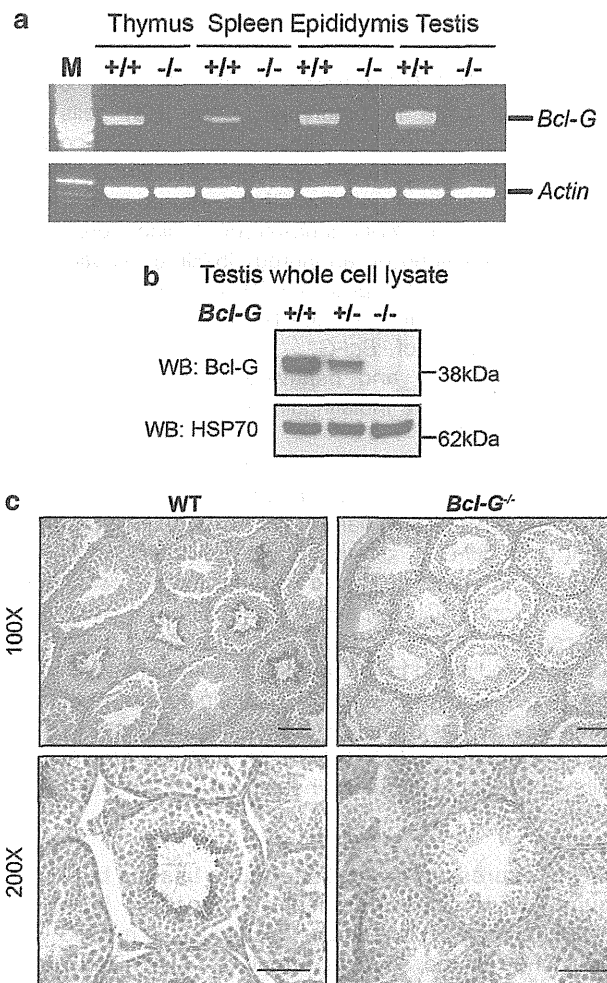 a
Thymus Spleen Epididymis Testis
M +/+ -/- +/+ -/- +/+ -/- +/+ -/-
Bcl-G
Actin
b Testis whole cell lysate
Bcl-G +/+ +/- -/-
WB: Bcl-G
38kDa
WB: HSP70
62kDa
c WT Bcl-G-/-
100X
200X